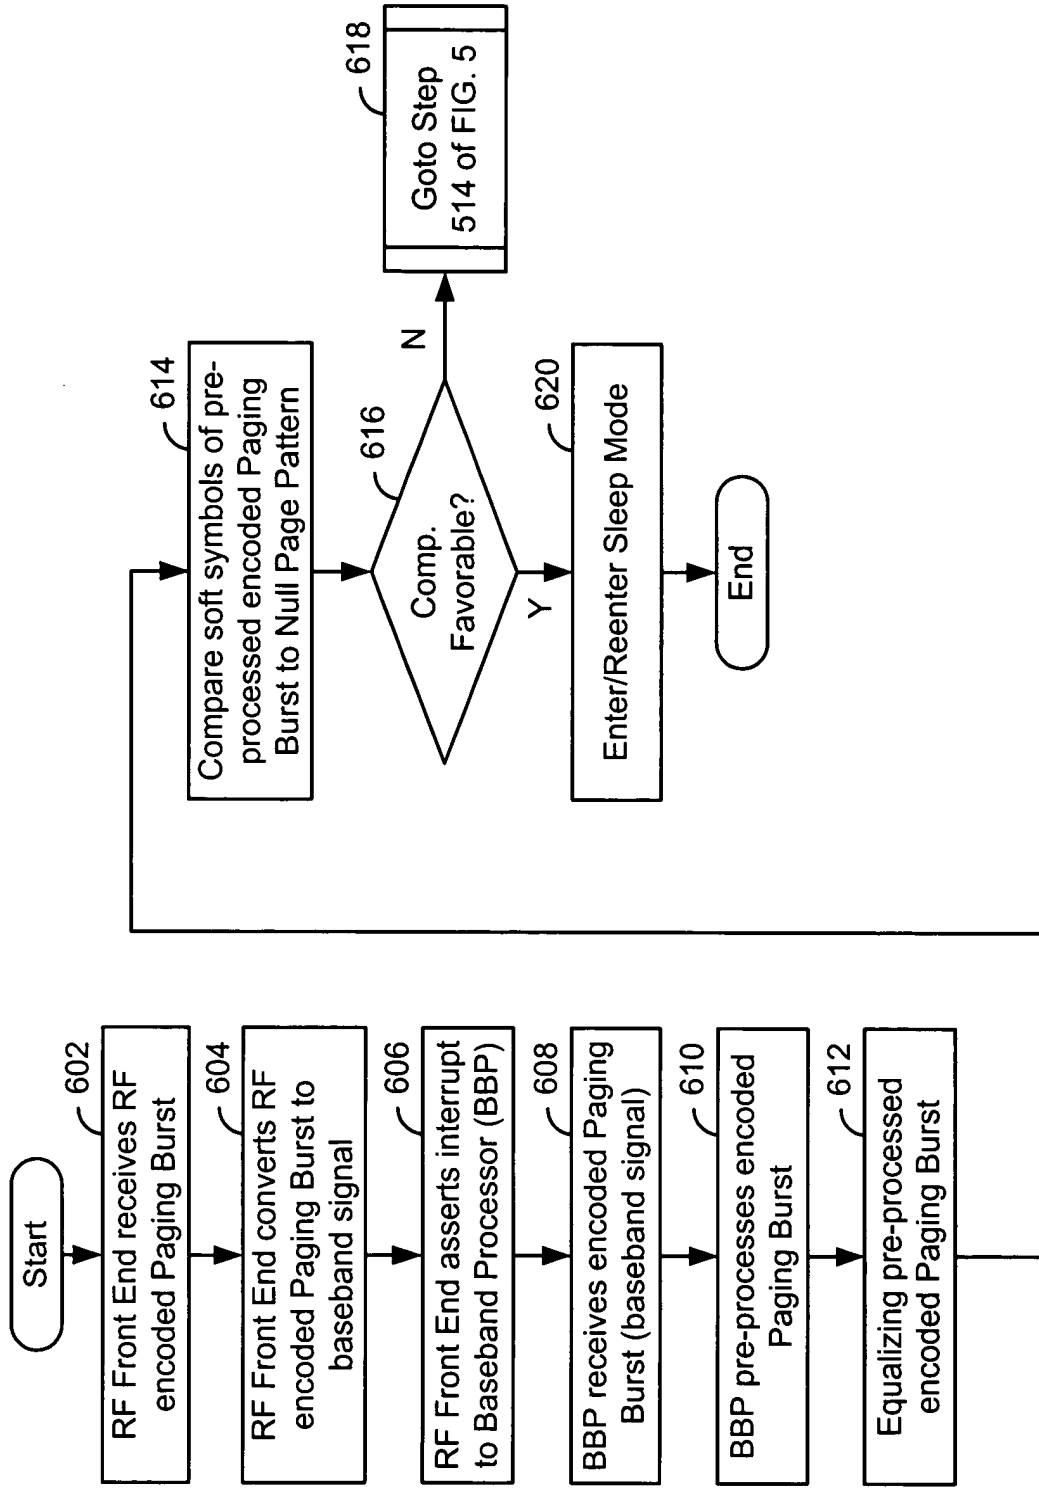 Start
602
RF Front End receives RF
encoded Paging Burst
604
RF Front End converts RF
encoded Paging Burst to
baseband signal
606
RF Front End asserts interrupt
to Baseband Processor (BBP)
608
BBP receives encoded Paging
Burst (baseband signal)
610
BBP pre-processes encoded
Paging Burst
612
Equalizing pre-processed
encoded Paging Burst
614
Compare soft symbols of pre-
processed encoded Paging
Burst to Null Page Pattern
616
Comp.
Favorable?
N
618
Goto Step
514 of FIG. 5
Y
620
Enter/Reenter Sleep Mode
End